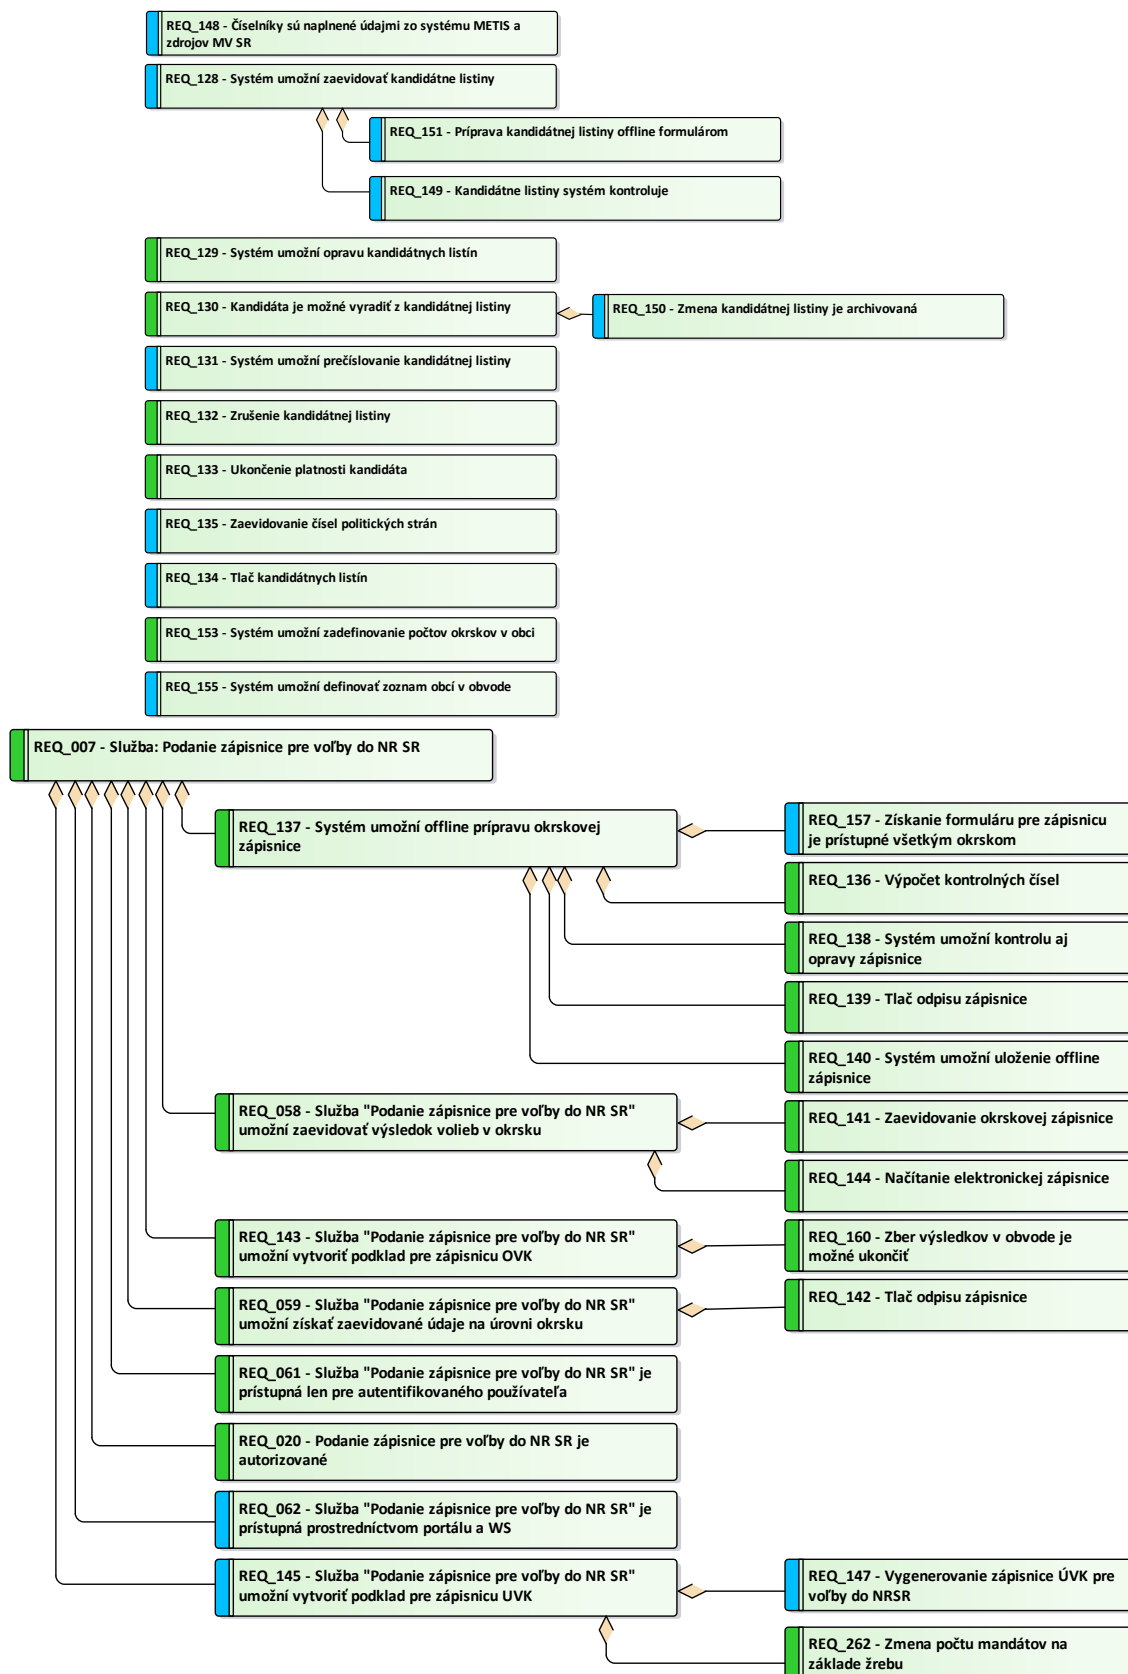 REQ_148 - Číselníky sú naplnené údajmi zo systému METIS a
zdrojov MV SR
REQ_128 - Systém umožní zaevidovať kandidátne listiny
REQ_151 - Príprava kandidátnej listiny offline formulárom
REQ_149 - Kandidátne listiny systém kontroluje
REQ_129 - Systém umožní opravu kandidátnych listín
REQ_130 - Kandidáta je možné vyradiť z kandidátnej listiny
REQ_150 - Zmena kandidátnej listiny je archivovaná
REQ_131 - Systém umožní prečíslovanie kandidátnej listiny
REQ_132 - Zrušenie kandidátnej listiny
REQ_133 - Ukončenie platnosti kandidáta
REQ_135 - Zaevidovanie čísel politických strán
REQ_134 - Tlač kandidátnych listín
REQ_153 - Systém umožní zadefinovanie počtov okrskov v obci
REQ_155 - Systém umožní definovať zoznam obcí v obvode
REQ_007 - Služba: Podanie zápisnice pre voľby do NR SR
REQ_137 - Systém umožní offline prípravu okrskovej
zápisnice
REQ_157 - Získanie formuláru pre zápisnicu
je prístupné všetkým okrskom
REQ_136 - Výpočet kontrolných čísel
REQ_138 - Systém umožní kontrolu aj
opravy zápisnice
REQ_139 - Tlač odpisu zápisnice
REQ_140 - Systém umožní uloženie offline
zápisnice
REQ_058 - Služba "Podanie zápisnice pre voľby do NR SR"
umožní zaevidovať výsledok volieb v okrsku
REQ_141 - Zaevidovanie okrskovej zápisnice
REQ_144 - Načítanie elektronickej zápisnice
REQ_143 - Služba "Podanie zápisnice pre voľby do NR SR"
umožní vytvoriť podklad pre zápisnicu OVK
REQ_160 - Zber výsledkov v obvode je
možné ukončiť
REQ_059 - Služba "Podanie zápisnice pre voľby do NR SR"
umožní získať zaevidované údaje na úrovni okrsku
REQ_142 - Tlač odpisu zápisnice
REQ_061 - Služba "Podanie zápisnice pre voľby do NR SR" je
prístupná len pre autentifikovaného používateľa
REQ_020 - Podanie zápisnice pre voľby do NR SR je
autorizované
REQ_062 - Služba "Podanie zápisnice pre voľby do NR SR" je
prístupná prostredníctvom portálu a WS
REQ_145 - Služba "Podanie zápisnice pre voľby do NR SR"
umožní vytvoriť podklad pre zápisnicu UVK
REQ_147 - Vygenerovanie zápisnice ÚVK pre
voľby do NRSR
REQ_262 - Zmena počtu mandátov na
základe žrebu